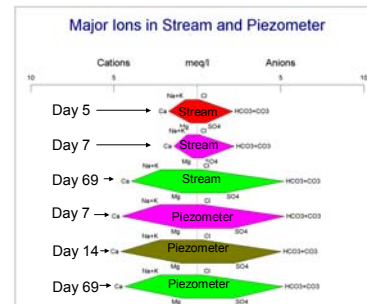 Major Ions in Stream and Piezometer
Cations meq/l Anions
10 5 5 10
Na+K Cl
Day 5 Ca Stream HCO3+CO3
Mg SO4
Na+K Cl
Day 7 Ca Stream HCO3+CO3
Mg SO4
Na+K Cl
Day 69 Ca Stream HCO3+CO3
Mg SO4
Na+K Cl
Day 7 Ca Piezometer HCO3+CO3
Mg SO4
Na+K Cl
Day 14 Ca Piezometer HCO3+CO3
Mg SO4
Na+K Cl
Day 69 Ca Piezometer HCO3+CO3
Mg SO4